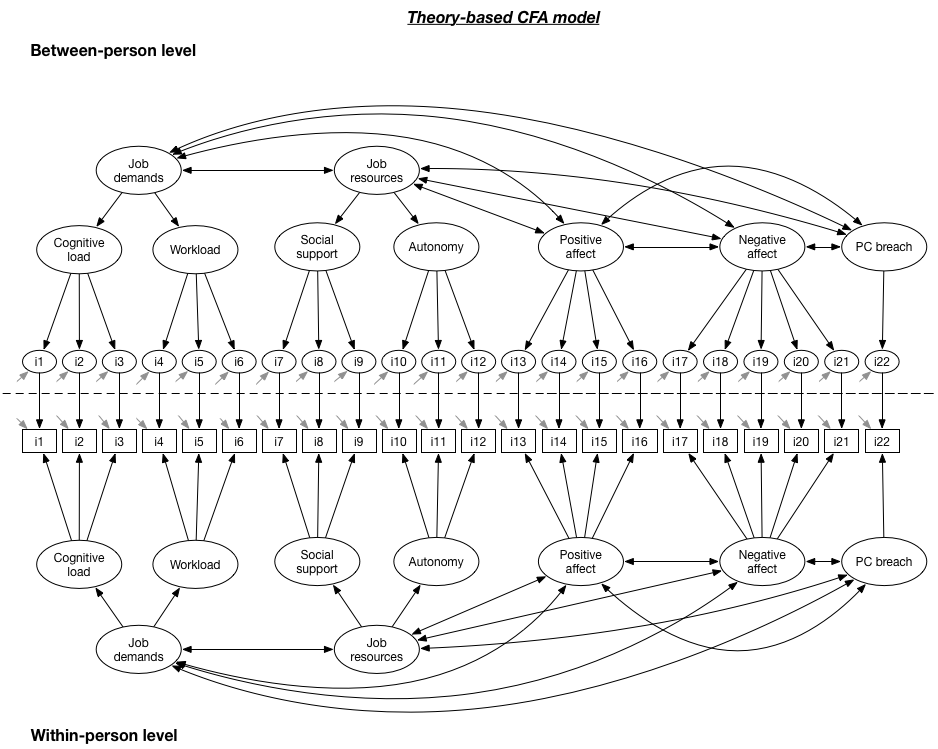 Theory-based CFA model
Between-person level
Job
demands
Job
resources
Cognitive
load
Workload
Social
support
Autonomy
Positive
affect
Negative
affect
PC breach
i1 i2 i3 i4 i5 i6 i7 i8 i9 i10 i11 i12 i13 i14 i15 i16 i17 i18 i19 i20 i21 i22
i1 i2 i3 i4 i5 i6 i7 i8 i9 i10 i11 i12 i13 i14 i15 i16 i17 i18 i19 i20 i21 i22
Cognitive
load
Workload
Social
support
Autonomy
Positive
affect
Negative
affect
PC breach
Job
demands
Job
resources
Within-person level